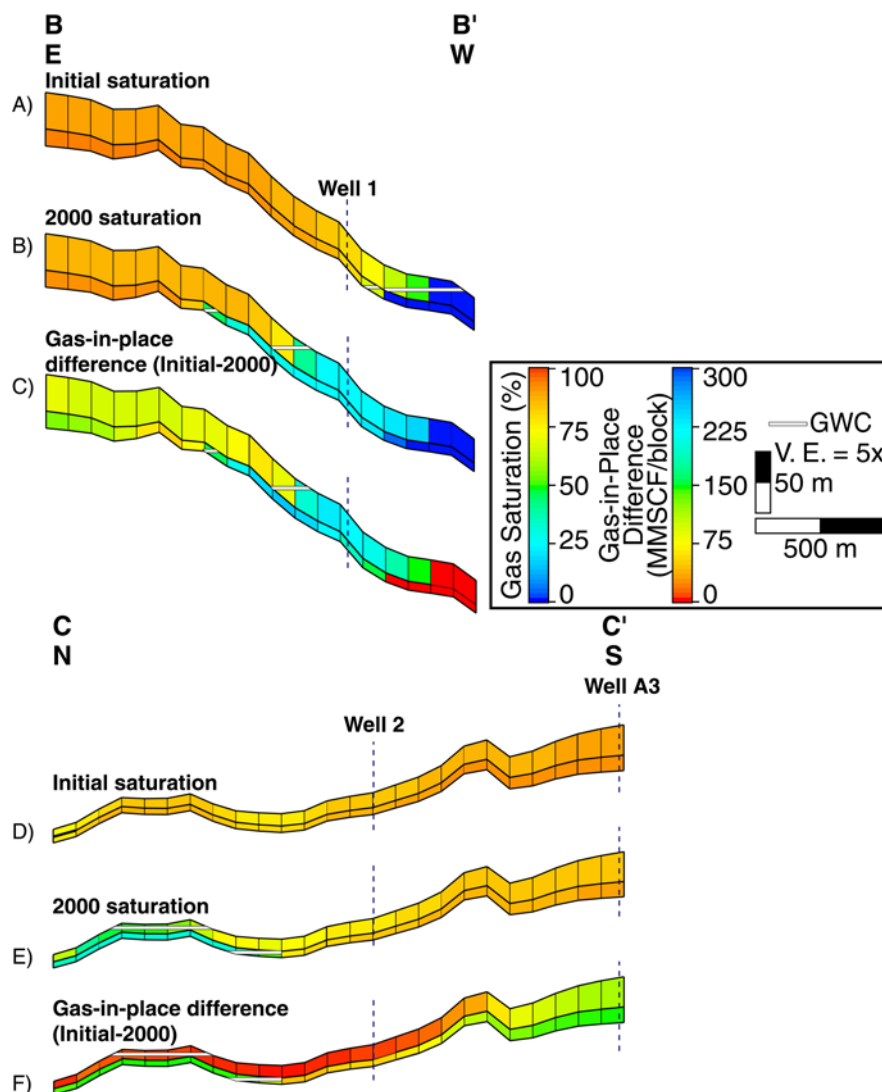 B B'
E W
Initial saturation
A)
Well 1
2000 saturation
B)
Gas-in-place
difference (Initial-2000)
C)
Gas Saturation (%)
100
75
50
25
0
Gas-in-Place
Difference
(MMSCF/block)
300
225
150
75
0
GWC
V. E. = 5x
50 m
500 m
C C'
N S
Well A3
Well 2
Initial saturation
D)
2000 saturation
E)
Gas-in-place difference
(Initial-2000)
F)